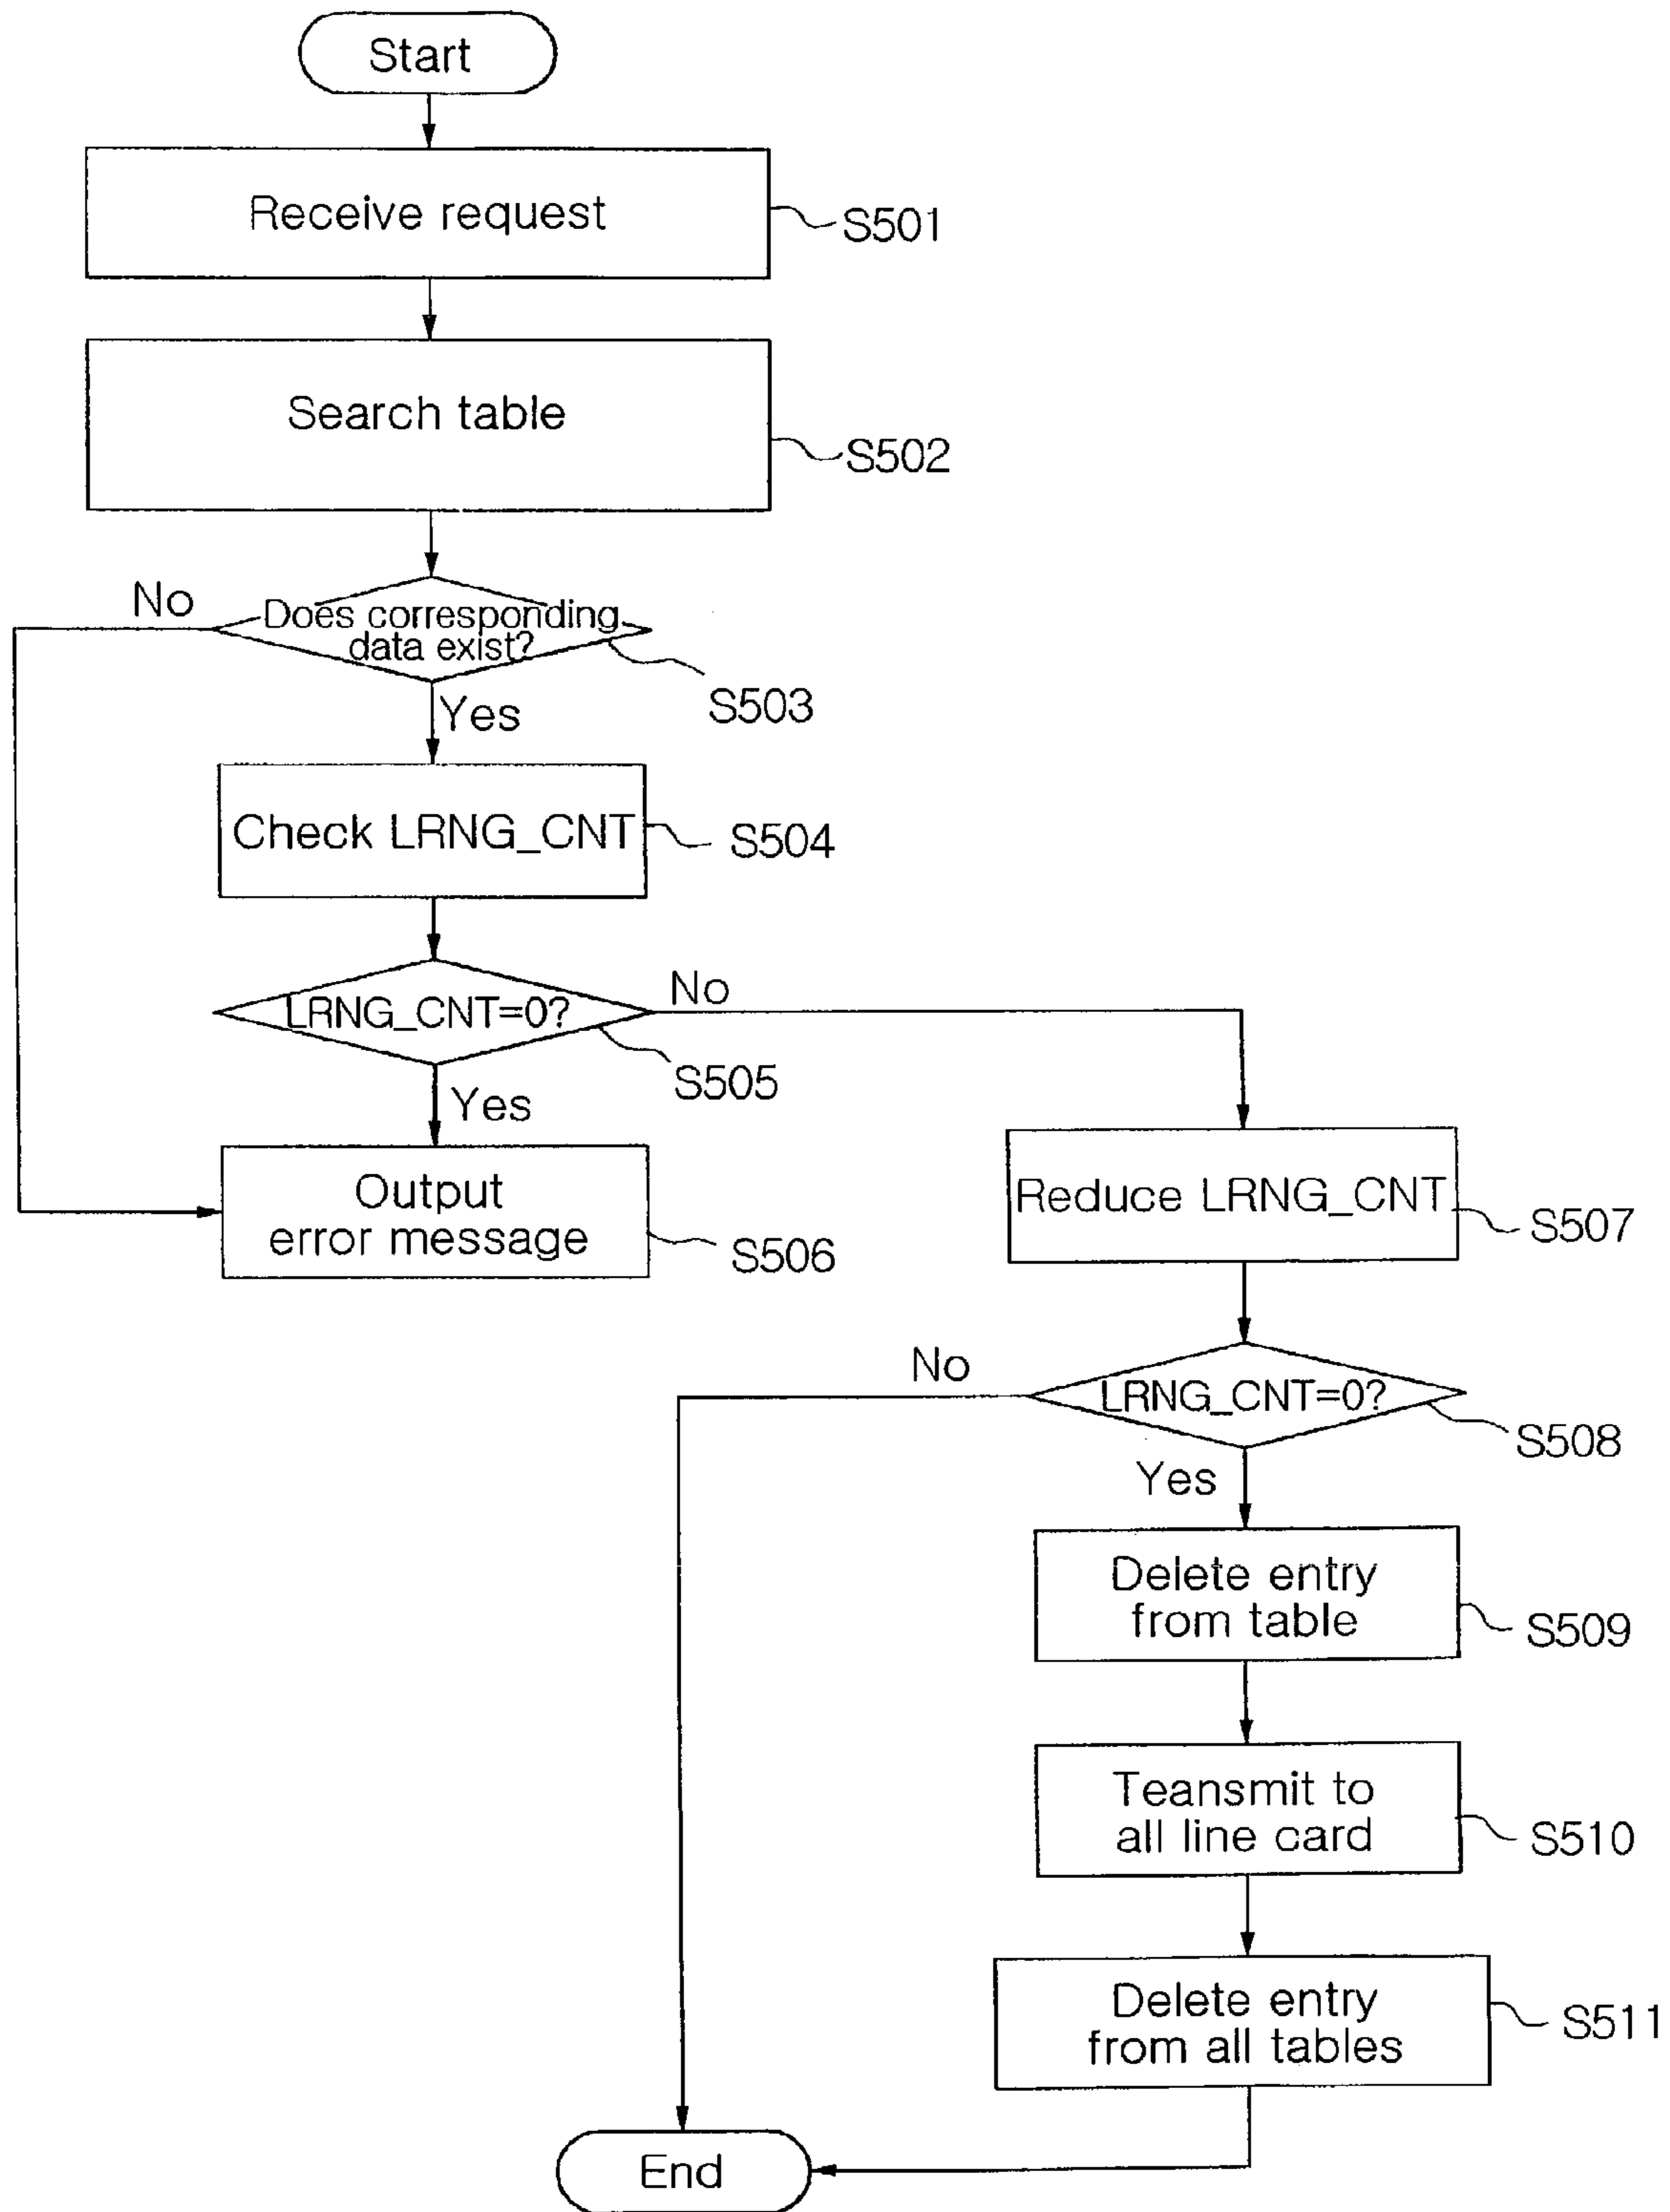 Start
Receive request
S501
Search table
S502
No
Does corresponding
data exist?
S503
Yes
Check LRNG_CNT
S504
LRNG_CNT=0?
No
S505
Yes
Output
error message
S506
Reduce LRNG_CNT
S507
No
LRNG_CNT=0?
S508
Yes
Delete entry
from table
S509
Teansmit to
all line card
S510
Delete entry
from all tables
S511
End